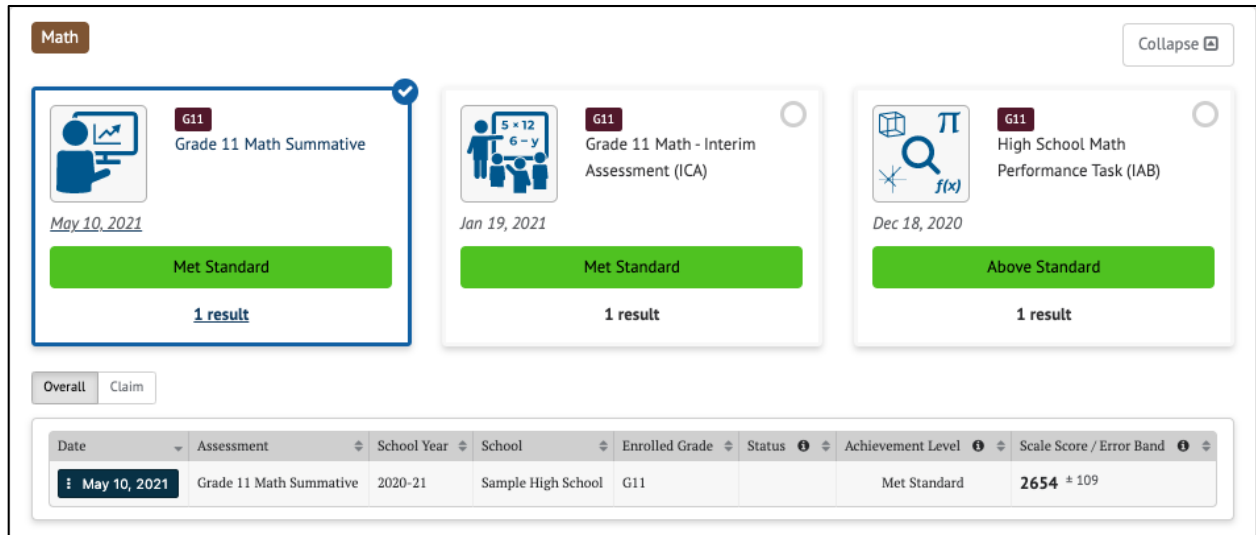 Math
Collapse
G11
Grade 11 Math Summative
May 10, 2021
Met Standard
1 result
5 × 12
6 − y
G11
Grade 11 Math - Interim
Assessment (ICA)
Jan 19, 2021
Met Standard
1 result
π
f(x)
G11
High School Math
Performance Task (IAB)
Dec 18, 2020
Above Standard
1 result
Overall Claim
Date Assessment School Year School Enrolled Grade Status Achievement Level Scale Score / Error Band
May 10, 2021 Grade 11 Math Summative 2020-21 Sample High School G11 Met Standard 2654 ± 109